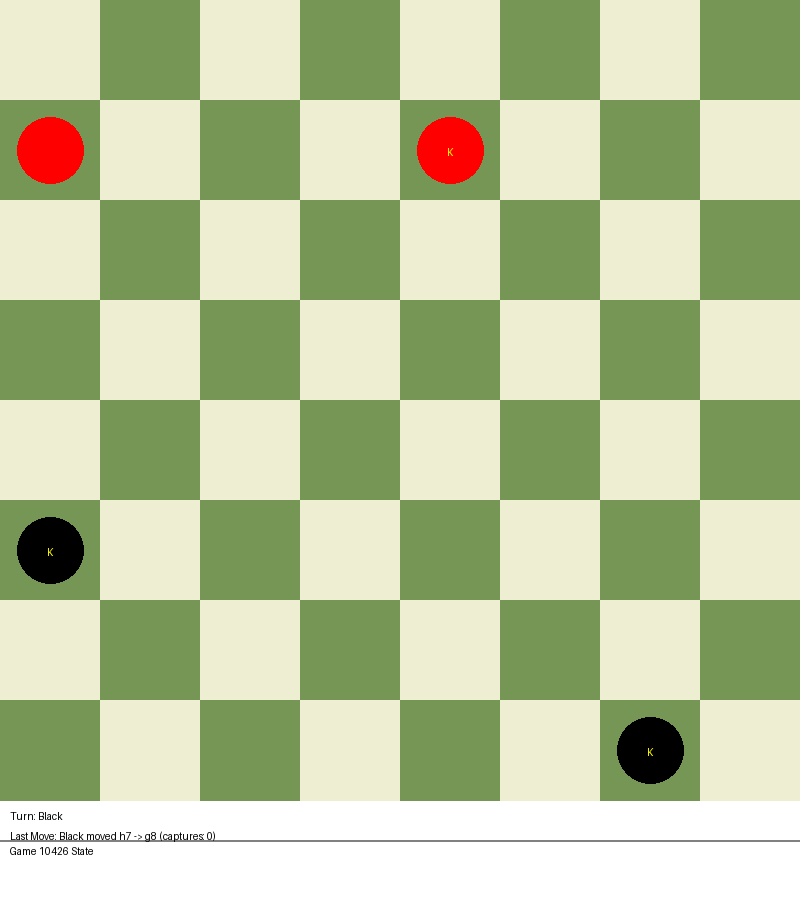 K
K
K
Turn: Black
Last Move: Black moved h7 -> g8 (captures: 0)
Game 10426 State